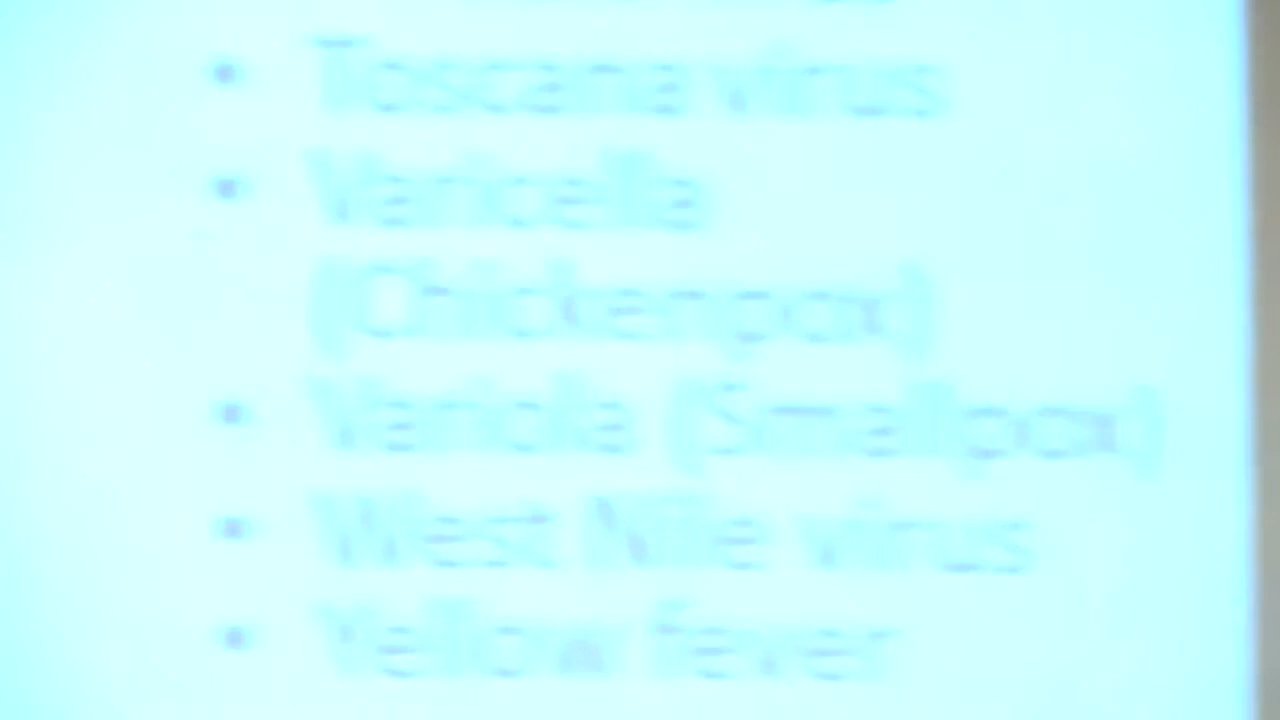 • Toscana virus
• Varicella
(Chickenpox)
• Variola (Smallpox)
• West Nile virus
• Yellow fever